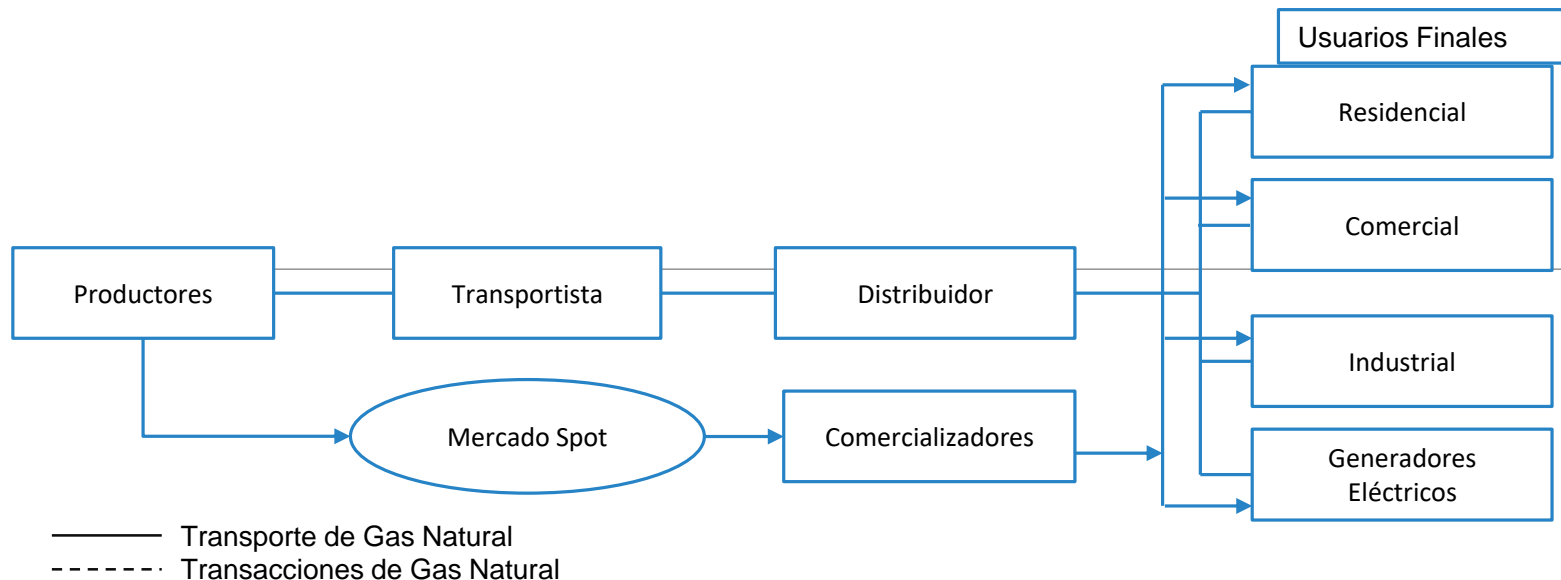 Usuarios Finales
Residencial
Comercial
Productores
Transportista
Distribuidor
Industrial
Mercado Spot
Comercializadores
Generadores
Eléctricos
Transporte de Gas Natural
Transacciones de Gas Natural